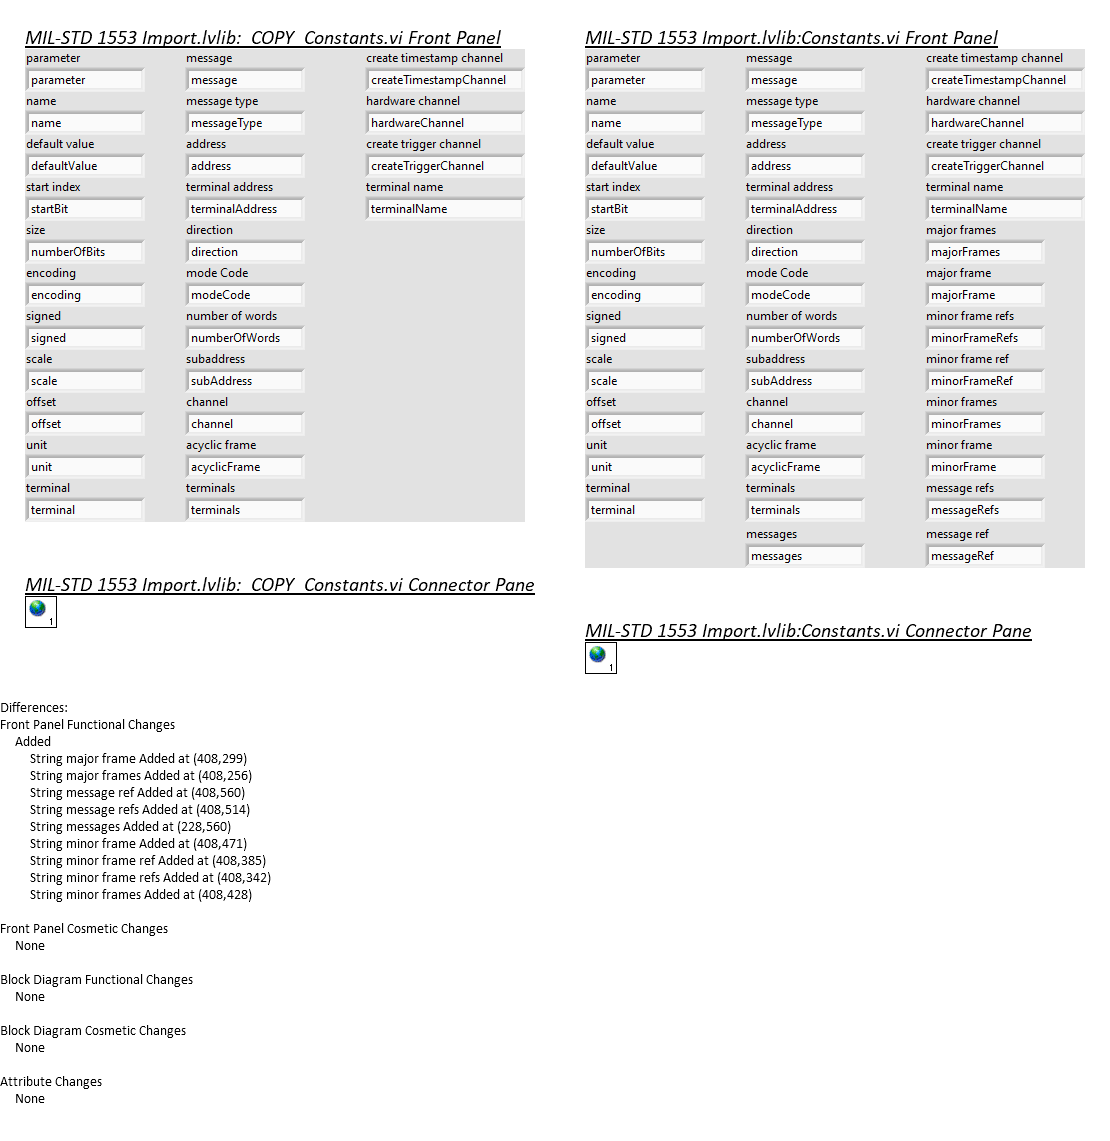 MIL-STD 1553 Import.lvlib:_COPY_Constants.vi Front Panel
parameter
message
create timestamp channel
parameter
message
createTimestampChannel
name
message type
hardware channel
name
messageType
hardwareChannel
default value
address
create trigger channel
defaultValue
address
createTriggerChannel
start index
terminal address
terminal name
startBit
terminalAddress
terminalName
size
direction
numberOfBits
direction
encoding
mode Code
encoding
modeCode
signed
number of words
signed
numberOfWords
scale
subaddress
scale
subAddress
offset
channel
offset
channel
unit
acyclic frame
unit
acyclicFrame
terminal
terminals
terminal
terminals
MIL-STD 1553 Import.lvlib:_COPY_Constants.vi Connector Pane
1
MIL-STD 1553 Import.lvlib:Constants.vi Front Panel
parameter
message
create timestamp channel
parameter
message
createTimestampChannel
name
message type
hardware channel
name
messageType
hardwareChannel
default value
address
create trigger channel
defaultValue
address
createTriggerChannel
start index
terminal address
terminal name
startBit
terminalAddress
terminalName
size
direction
major frames
numberOfBits
direction
majorFrames
encoding
mode Code
major frame
encoding
modeCode
majorFrame
signed
number of words
minor frame refs
signed
numberOfWords
minorFrameRefs
scale
subaddress
minor frame ref
scale
subAddress
minorFrameRef
offset
channel
minor frames
offset
channel
minorFrames
unit
acyclic frame
minor frame
unit
acyclicFrame
minorFrame
terminal
terminals
message refs
terminal
terminals
messageRefs
messages
message ref
messages
messageRef
MIL-STD 1553 Import.lvlib:Constants.vi Connector Pane
1
Differences:
Front Panel Functional Changes
Added
String major frame Added at (408,299)
String major frames Added at (408,256)
String message ref Added at (408,560)
String message refs Added at (408,514)
String messages Added at (228,560)
String minor frame Added at (408,471)
String minor frame ref Added at (408,385)
String minor frame refs Added at (408,342)
String minor frames Added at (408,428)
Front Panel Cosmetic Changes
None
Block Diagram Functional Changes
None
Block Diagram Cosmetic Changes
None
Attribute Changes
None